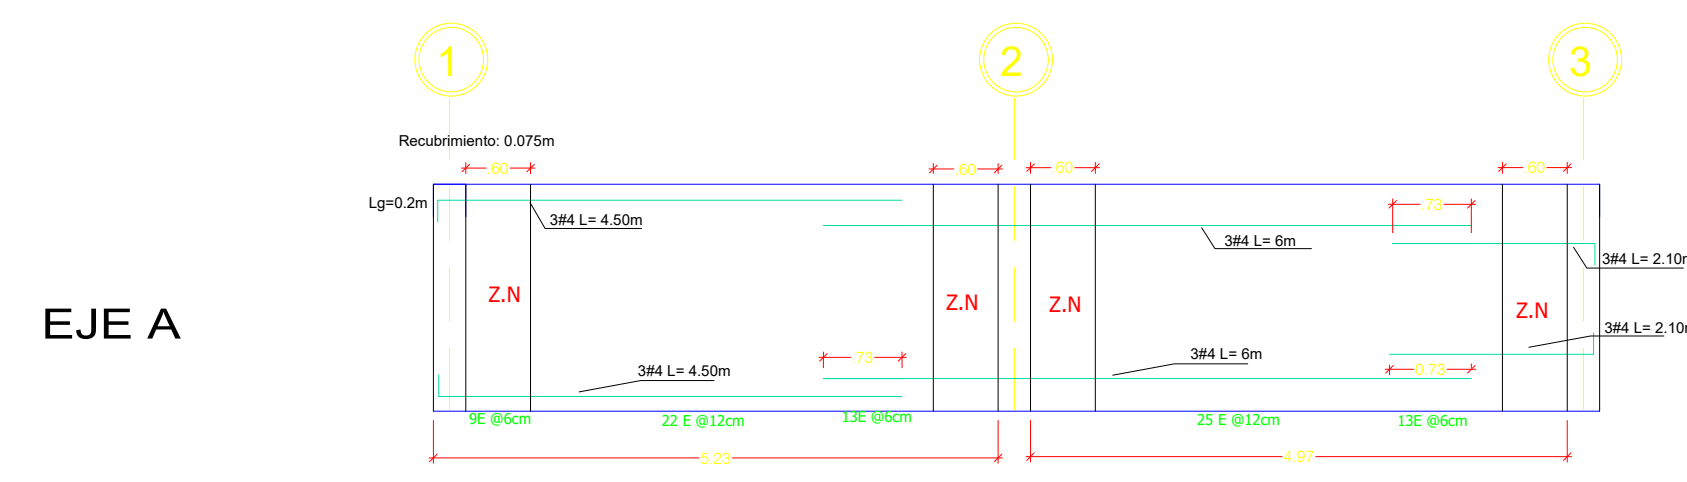 1 2 3
Recubrimiento: 0.075m
.60 .60 .60 .60
Lg=0.2m
3#4 L= 4.50m
.73
3#4 L= 6m
3#4 L= 2.10m
Z.N Z.N Z.N Z.N
EJE A
3#4 L= 2.10m
3#4 L= 6m
.73
3#4 L= 4.50m
0.73
9E @6cm 22 E @12cm 13E @6cm 25 E @12cm 13E @6cm
5.23 4.97